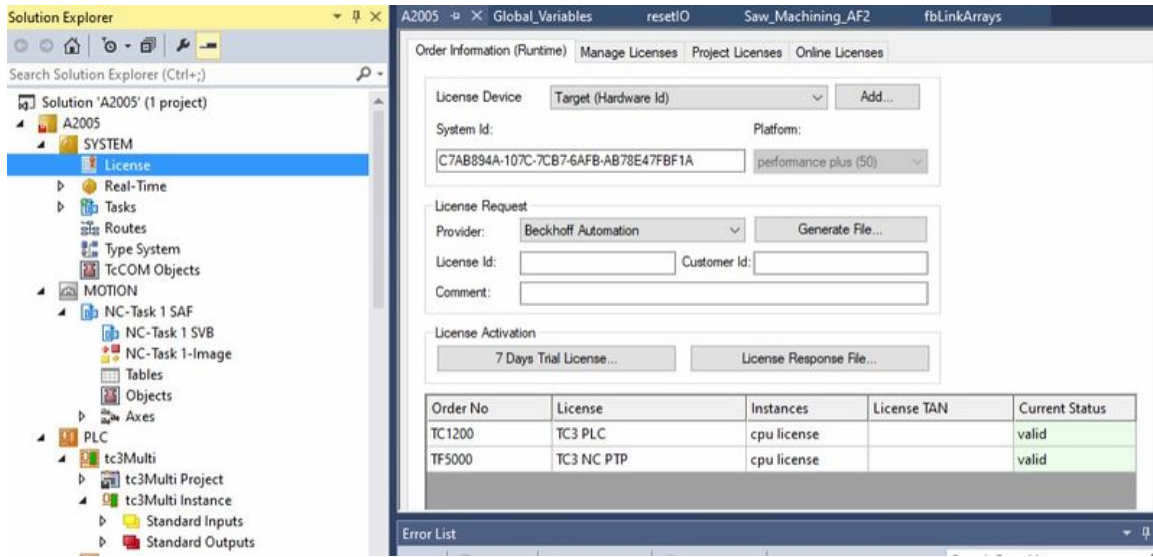 Solution Explorer
Search Solution Explorer (Ctrl+;)
Solution 'A2005' (1 project)
A2005
SYSTEM
License
Real-Time
Tasks
Routes
Type System
TcCOM Objects
MOTION
NC-Task 1 SAF
NC-Task 1 SVB
NC-Task 1-Image
Tables
Objects
Axes
PLC
tc3Multi
tc3Multi Project
tc3Multi Instance
Standard Inputs
Standard Outputs
A2005 Global_Variables resetIO Saw_Machining_AF2 fbLinkArrays
Order Information (Runtime) Manage Licenses Project Licenses Online Licenses
License Device Target (Hardware Id) Add...
System Id: Platform:
C7AB894A-107C-7CB7-6AFB-AB78E47FBF1A performance plus (50)
License Request
Provider: Beckhoff Automation Generate File...
License Id: Customer Id:
Comment:
License Activation
7 Days Trial License... License Response File...
Order No License Instances License TAN Current Status
TC1200 TC3 PLC cpu license valid
TF5000 TC3 NC PTP cpu license valid
Error List